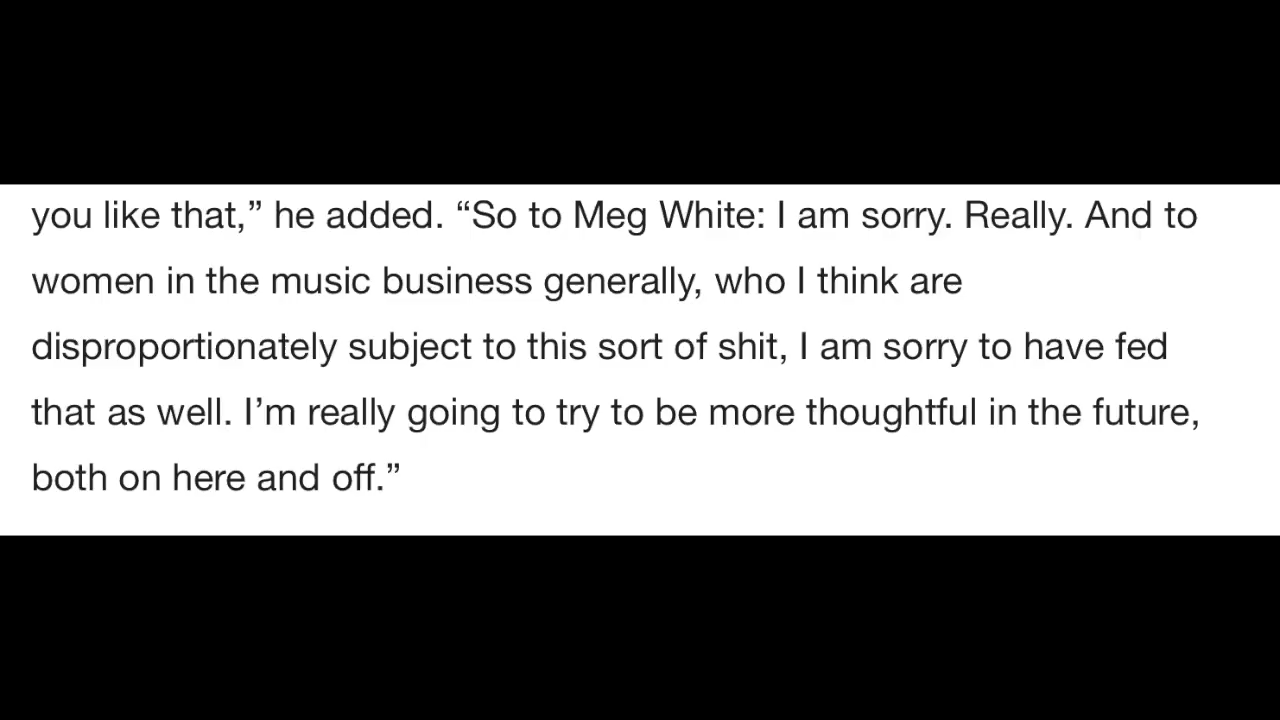 you like that,” he added. “So to Meg White: I am sorry. Really. And to
women in the music business generally, who I think are
disproportionately subject to this sort of shit, I am sorry to have fed
that as well. I’m really going to try to be more thoughtful in the future,
both on here and off.”